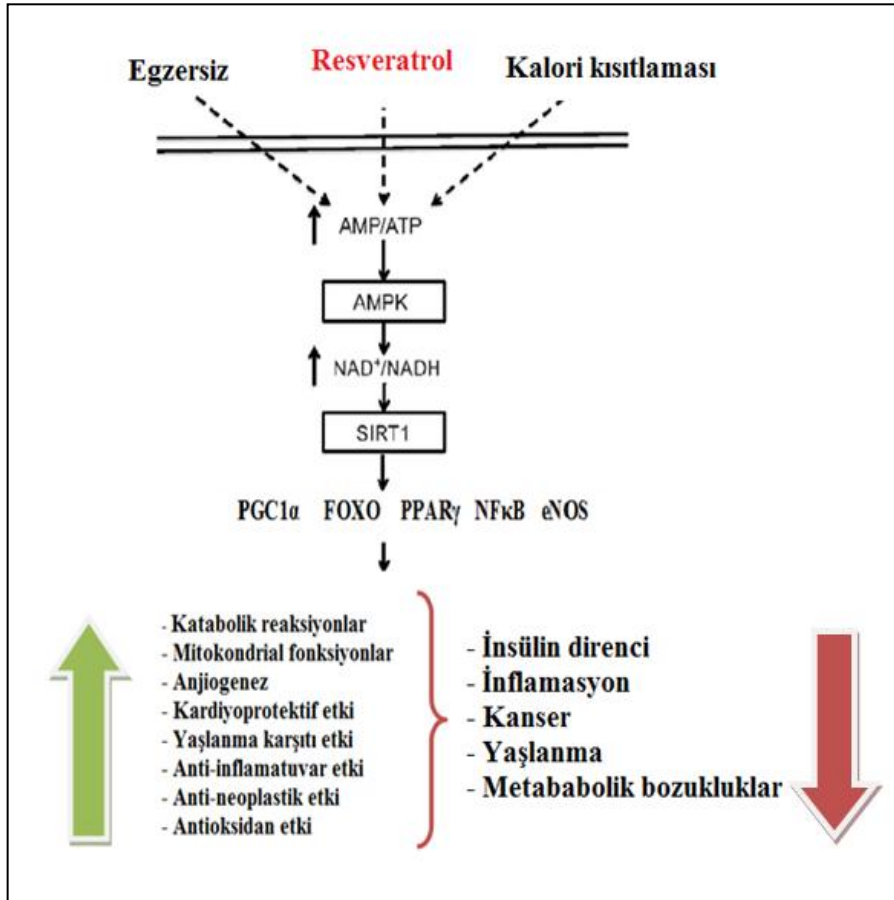 Egzersiz Resveratrol Kalori kısıtlaması
AMP/ATP
AMPK
NAD⁺/NADH
SIRT1
PGC1α FOXO PPARγ NFκB eNOS
- Katabolik reaksiyonlar
- Mitokondrial fonksiyonlar
- Anjiogenez
- Kardiyoprotektif etki
- Yaşlanma karşıtı etki
- Anti-inflamatuvar etki
- Anti-neoplastik etki
- Antioksidan etki
- İnsülin direnci
- İnflamasyon
- Kanser
- Yaşlanma
- Metababolik bozukluklar